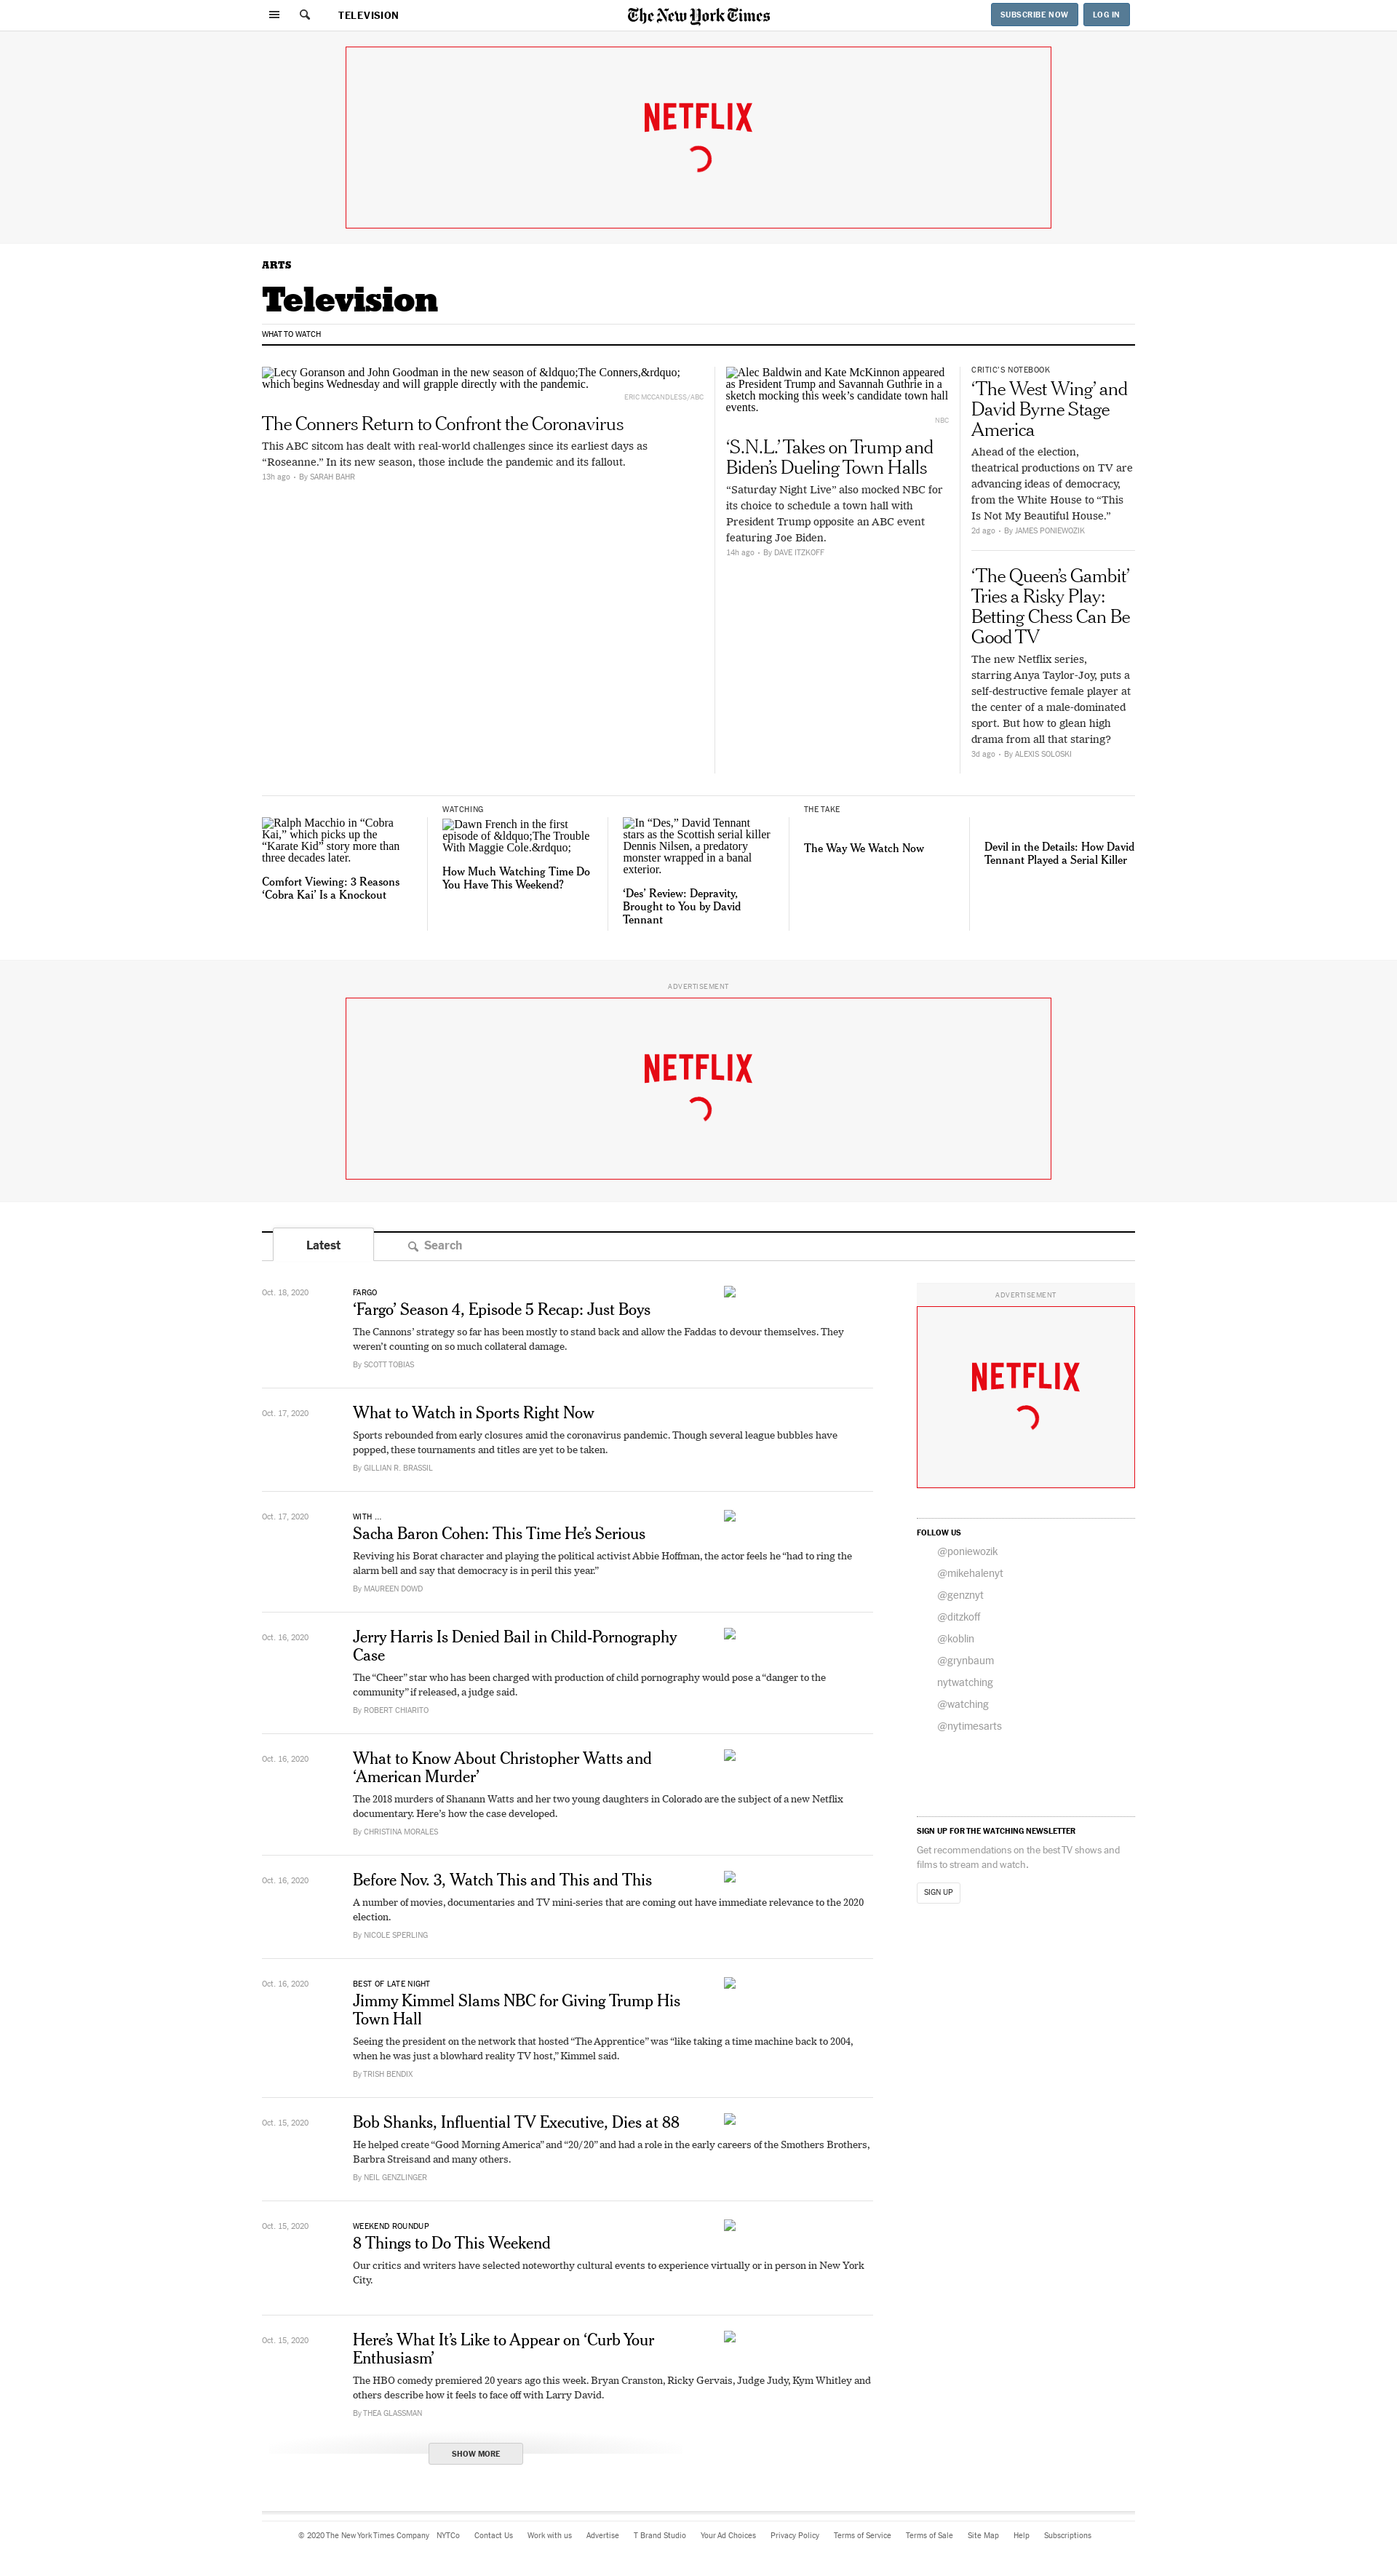 TELEVISION
The New York Times
SUBSCRIBE NOW
LOG IN
NETFLIX
ARTS
Television
WHAT TO WATCH
Lecy Goranson and John Goodman in the new season of &ldquo;The Conners,&rdquo;
which begins Wednesday and will grapple directly with the pandemic.
ERIC MCCANDLESS/ABC
The Conners Return to Confront the Coronavirus
This ABC sitcom has dealt with real-world challenges since its earliest days as
“Roseanne.” In its new season, those include the pandemic and its fallout.
13h ago • By SARAH BAHR
Alec Baldwin and Kate McKinnon appeared
as President Trump and Savannah Guthrie in a
sketch mocking this week’s candidate town hall
events.
NBC
‘S.N.L.’ Takes on Trump and
Biden’s Dueling Town Halls
“Saturday Night Live” also mocked NBC for
its choice to schedule a town hall with
President Trump opposite an ABC event
featuring Joe Biden.
14h ago • By DAVE ITZKOFF
CRITIC’S NOTEBOOK
‘The West Wing’ and
David Byrne Stage
America
Ahead of the election,
theatrical productions on TV are
advancing ideas of democracy,
from the White House to “This
Is Not My Beautiful House.”
2d ago • By JAMES PONIEWOZIK
‘The Queen’s Gambit’
Tries a Risky Play:
Betting Chess Can Be
Good TV
The new Netflix series,
starring Anya Taylor-Joy, puts a
self-destructive female player at
the center of a male-dominated
sport. But how to glean high
drama from all that staring?
3d ago • By ALEXIS SOLOSKI
Ralph Macchio in “Cobra
Kai,” which picks up the
“Karate Kid” story more than
three decades later.
Comfort Viewing: 3 Reasons
‘Cobra Kai’ Is a Knockout
WATCHING
Dawn French in the first
episode of &ldquo;The Trouble
With Maggie Cole.&rdquo;
How Much Watching Time Do
You Have This Weekend?
In “Des,” David Tennant
stars as the Scottish serial killer
Dennis Nilsen, a predatory
monster wrapped in a banal
exterior.
‘Des’ Review: Depravity,
Brought to You by David
Tennant
THE TAKE
The Way We Watch Now
Devil in the Details: How David
Tennant Played a Serial Killer
ADVERTISEMENT
NETFLIX
Latest
Search
Oct. 18, 2020
FARGO
‘Fargo’ Season 4, Episode 5 Recap: Just Boys
The Cannons’ strategy so far has been mostly to stand back and allow the Faddas to devour themselves. They
weren’t counting on so much collateral damage.
By SCOTT TOBIAS
Oct. 17, 2020
What to Watch in Sports Right Now
Sports rebounded from early closures amid the coronavirus pandemic. Though several league bubbles have
popped, these tournaments and titles are yet to be taken.
By GILLIAN R. BRASSIL
Oct. 17, 2020
WITH ...
Sacha Baron Cohen: This Time He’s Serious
Reviving his Borat character and playing the political activist Abbie Hoffman, the actor feels he “had to ring the
alarm bell and say that democracy is in peril this year.”
By MAUREEN DOWD
Oct. 16, 2020
Jerry Harris Is Denied Bail in Child-Pornography
Case
The “Cheer” star who has been charged with production of child pornography would pose a “danger to the
community” if released, a judge said.
By ROBERT CHIARITO
Oct. 16, 2020
What to Know About Christopher Watts and
‘American Murder’
The 2018 murders of Shanann Watts and her two young daughters in Colorado are the subject of a new Netflix
documentary. Here’s how the case developed.
By CHRISTINA MORALES
Oct. 16, 2020
Before Nov. 3, Watch This and This and This
A number of movies, documentaries and TV mini-series that are coming out have immediate relevance to the 2020
election.
By NICOLE SPERLING
Oct. 16, 2020
BEST OF LATE NIGHT
Jimmy Kimmel Slams NBC for Giving Trump His
Town Hall
Seeing the president on the network that hosted “The Apprentice” was “like taking a time machine back to 2004,
when he was just a blowhard reality TV host,” Kimmel said.
By TRISH BENDIX
Oct. 15, 2020
Bob Shanks, Influential TV Executive, Dies at 88
He helped create “Good Morning America” and “20/20” and had a role in the early careers of the Smothers Brothers,
Barbra Streisand and many others.
By NEIL GENZLINGER
Oct. 15, 2020
WEEKEND ROUNDUP
8 Things to Do This Weekend
Our critics and writers have selected noteworthy cultural events to experience virtually or in person in New York
City.
Oct. 15, 2020
Here’s What It’s Like to Appear on ‘Curb Your
Enthusiasm’
The HBO comedy premiered 20 years ago this week. Bryan Cranston, Ricky Gervais, Judge Judy, Kym Whitley and
others describe how it feels to face off with Larry David.
By THEA GLASSMAN
SHOW MORE
ADVERTISEMENT
NETFLIX
FOLLOW US
@poniewozik
@mikehalenyt
@genznyt
@ditzkoff
@koblin
@grynbaum
nytwatching
@watching
@nytimesarts
SIGN UP FOR THE WATCHING NEWSLETTER
Get recommendations on the best TV shows and
films to stream and watch.
SIGN UP
© 2020 The New York Times Company NYTCo Contact Us Work with us Advertise T Brand Studio Your Ad Choices Privacy Policy Terms of Service Terms of Sale Site Map Help Subscriptions